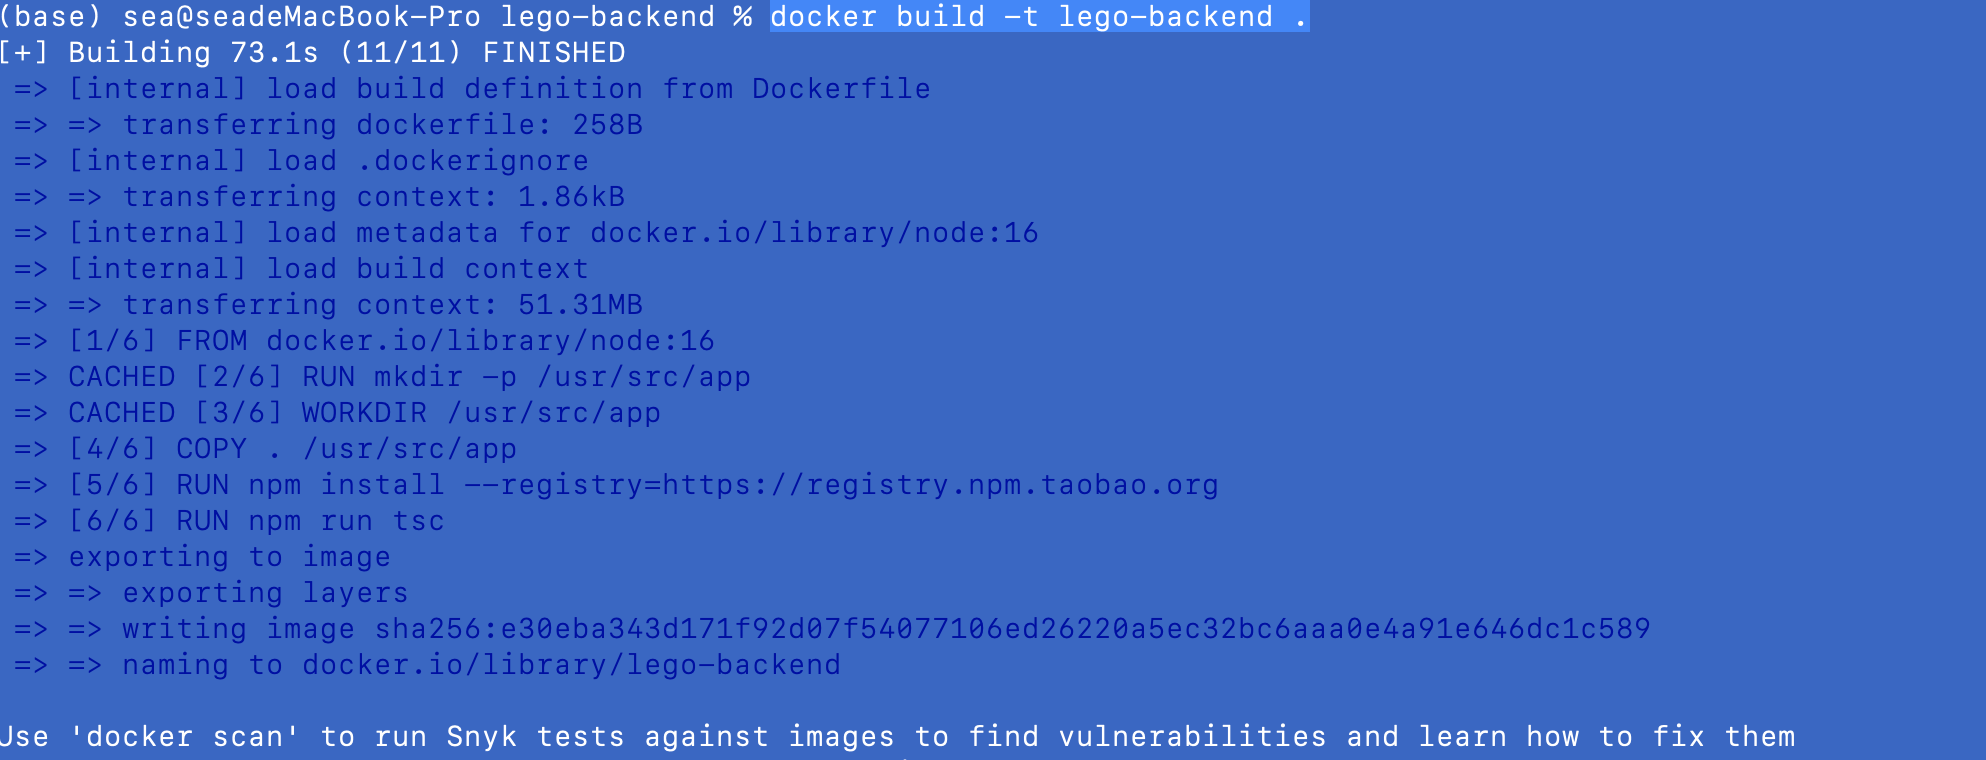 (base) sea@seadeMacBook-Pro lego-backend % docker build -t lego-backend .
[+] Building 73.1s (11/11) FINISHED
=> [internal] load build definition from Dockerfile
=> => transferring dockerfile: 258B
=> [internal] load .dockerignore
=> => transferring context: 1.86kB
=> [internal] load metadata for docker.io/library/node:16
=> [internal] load build context
=> => transferring context: 51.31MB
=> [1/6] FROM docker.io/library/node:16
=> CACHED [2/6] RUN mkdir -p /usr/src/app
=> CACHED [3/6] WORKDIR /usr/src/app
=> [4/6] COPY . /usr/src/app
=> [5/6] RUN npm install --registry=https://registry.npm.taobao.org
=> [6/6] RUN npm run tsc
=> exporting to image
=> => exporting layers
=> => writing image sha256:e30eba343d171f92d07f54077106ed26220a5ec32bc6aaa0e4a91e646dc1c589
=> => naming to docker.io/library/lego-backend
Use 'docker scan' to run Snyk tests against images to find vulnerabilities and learn how to fix them